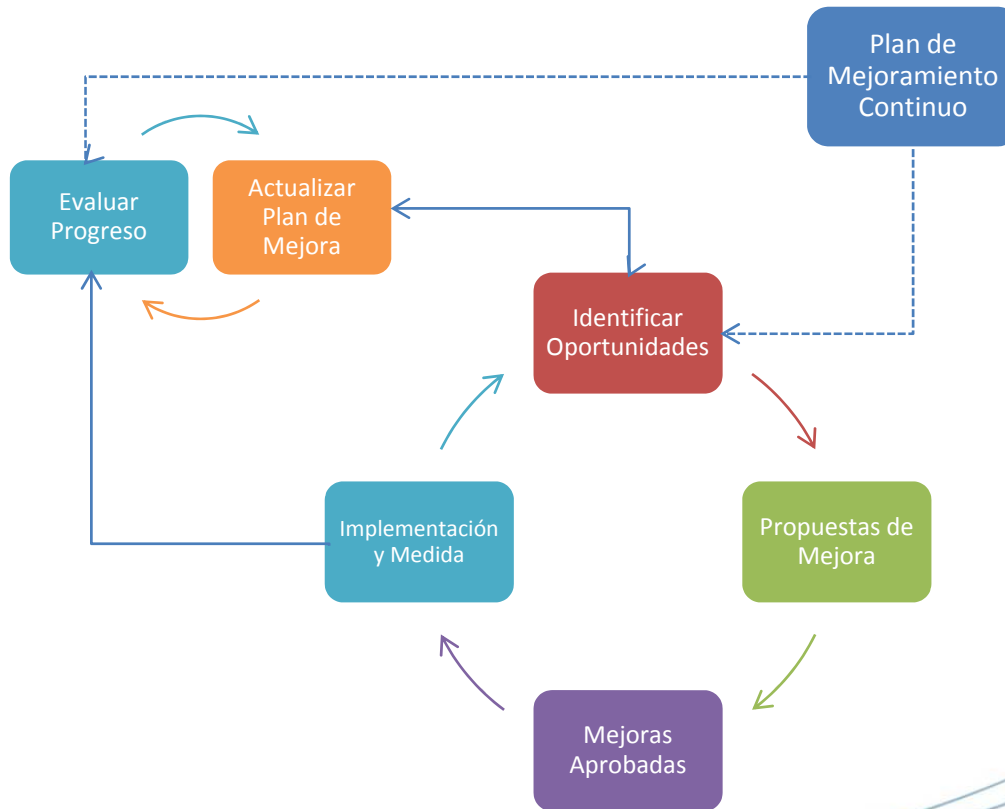 Plan de
Mejoramiento
Continuo
Evaluar
Progreso
Actualizar
Plan de
Mejora
Identificar
Oportunidades
Implementación
y Medida
Propuestas de
Mejora
Mejoras
Aprobadas